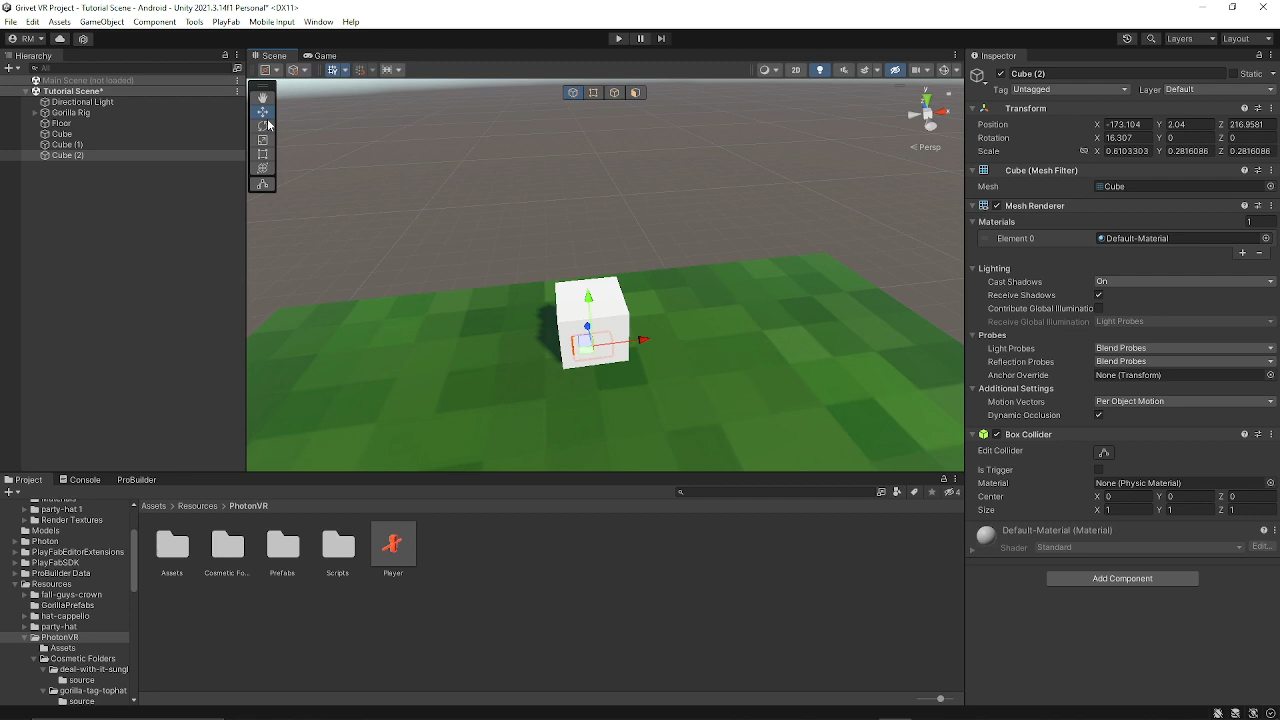 Grivet VR Project - Tutorial Scene - Android - Unity 2021.3.14f1 Personal* <DX11>
File Edit Assets GameObject Component Tools PlayFab Mobile Input Window Help
RM Layers Layout
Hierarchy Scene Game Inspector
All
2D
Main Scene (not loaded)
Tutorial Scene*
Directional Light
Gorilla Rig
Floor
Cube
Cube (1)
Cube (2)
y
x
z
Persp
Cube (2) Static
Tag Untagged Layer Default
Transform
Position X -173.104 Y 2.04 Z 216.9581
Rotation X 16.307 Y 0 Z 0
Scale X 0.6103303 Y 0.2816086 Z 0.2816086
Cube (Mesh Filter)
Mesh Cube
Mesh Renderer
Materials 1
Element 0 Default-Material
Lighting
Cast Shadows On
Receive Shadows
Contribute Global Illuminatio
Receive Global Illumination Light Probes
Probes
Light Probes Blend Probes
Reflection Probes Blend Probes
Anchor Override None (Transform)
Additional Settings
Motion Vectors Per Object Motion
Dynamic Occlusion
Box Collider
Edit Collider
Is Trigger
Material None (Physic Material)
Center X 0 Y 0 Z 0
Size X 1 Y 1 Z 1
Default-Material (Material)
Shader Standard Edit...
Add Component
Project Console ProBuilder
4
Materials
party-hat 1
Render Textures
Models
Photon
PlayFabEditorExtensions
PlayFabSDK
ProBuilder Data
Resources
fall-guys-crown
GorillaPrefabs
hat-cappello
party-hat
PhotonVR
Assets
Cosmetic Folders
deal-with-it-sungl
source
gorilla-tag-tophat
source
Assets Resources PhotonVR
Assets Cosmetic Fo... Prefabs Scripts Player